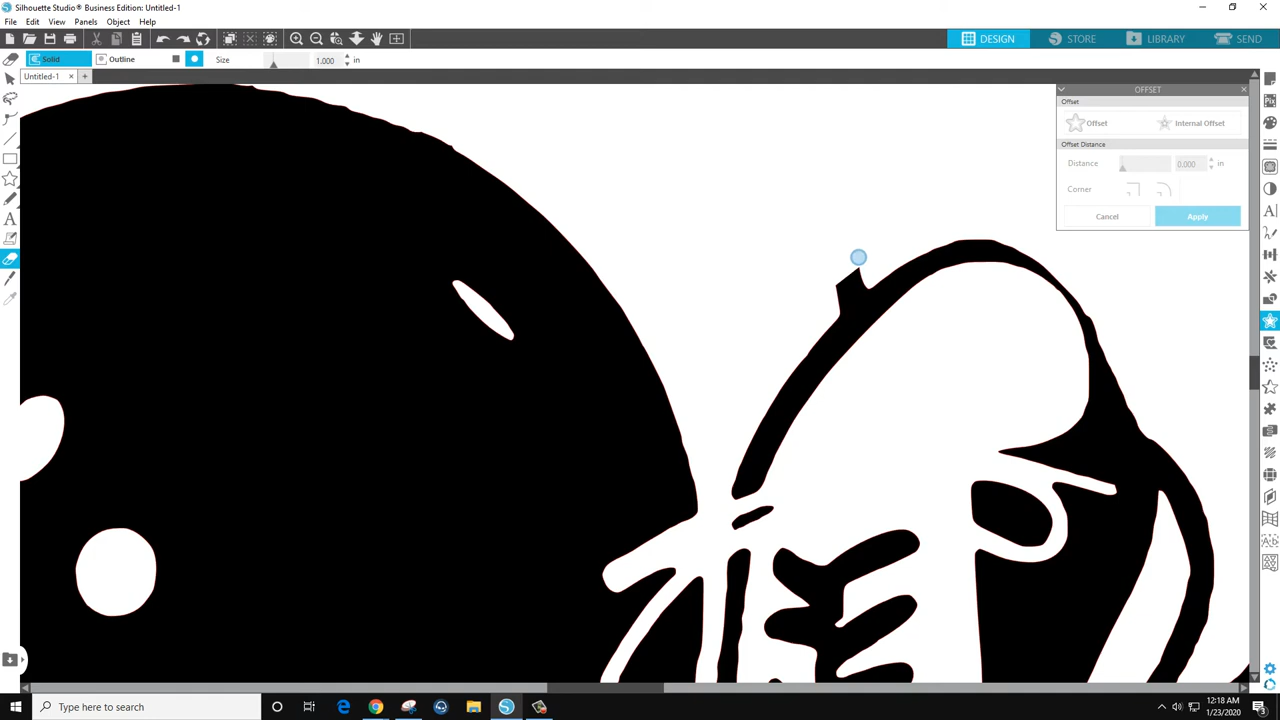 Silhouette Studio® Business Edition: Untitled-1
File Edit View Panels Object Help
DESIGN STORE LIBRARY SEND
Solid Outline Size 1.000 in
Untitled-1
OFFSET
Offset
Offset Internal Offset
Offset Distance
Distance 0.000 in
Corner
Cancel Apply
Type here to search
12:18 AM
1/23/2020
3